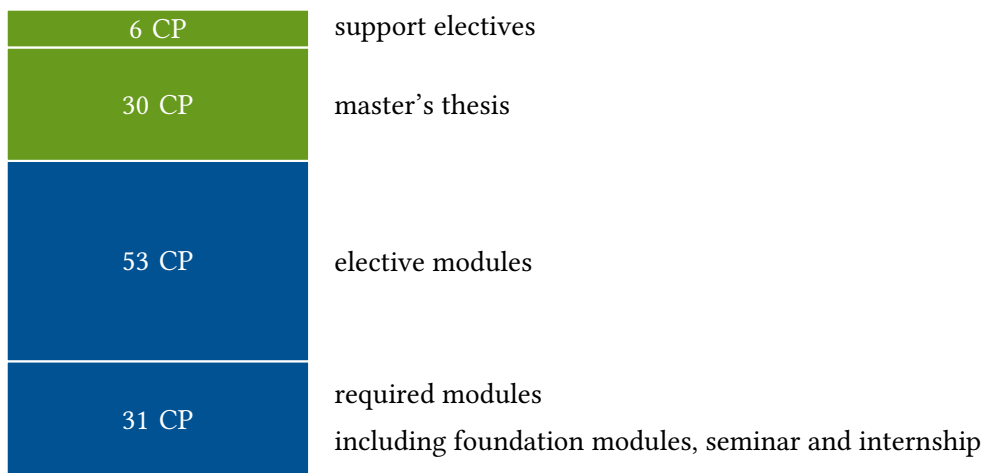 6 CP support electives
30 CP master’s thesis
53 CP elective modules
31 CP required modules
including foundation modules, seminar and internship